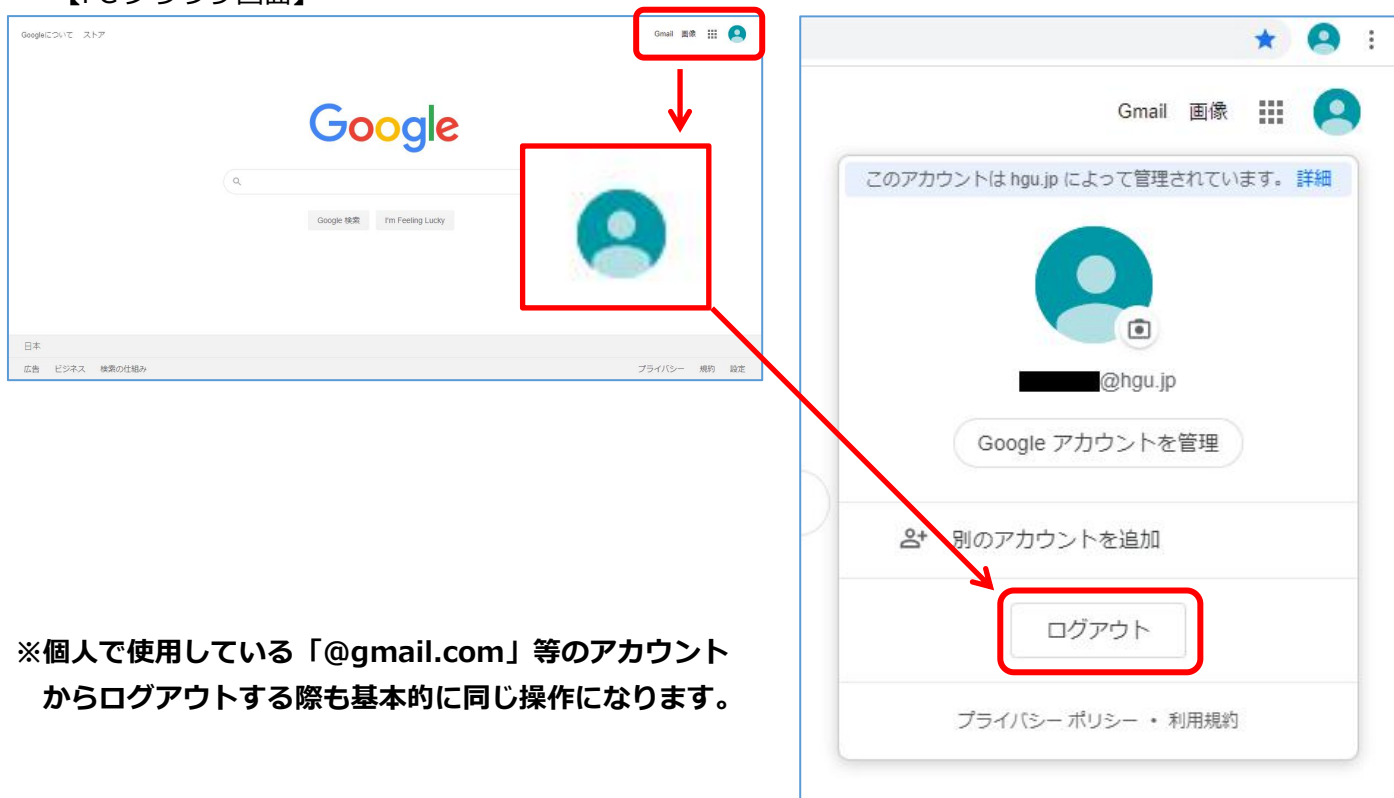 【PCブラウザ画面】
Googleについて ストア
Gmail 画像
Google
Google 検索 I'm Feeling Lucky
日本
広告 ビジネス 検索の仕組み
プライバシー 規約 設定
Gmail 画像
このアカウントは hgu.jp によって管理されています。 詳細
@hgu.jp
Google アカウントを管理
別のアカウントを追加
ログアウト
プライバシー ポリシー • 利用規約
※個人で使用している「@gmail.com」等のアカウント
からログアウトする際も基本的に同じ操作になります。